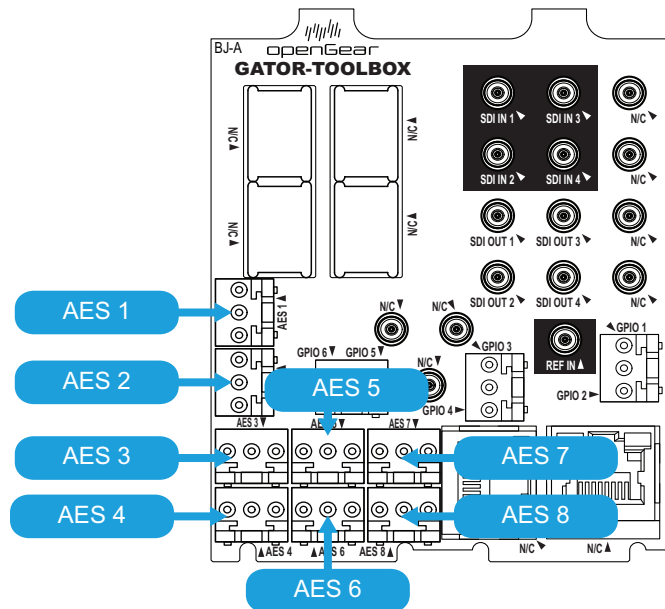 BJ-A
openGear
GATOR-TOOLBOX
N/C
N/C
SDI IN 1
SDI IN 3
N/C
N/C
N/C
SDI IN 2
SDI IN 4
N/C
SDI OUT 1
SDI OUT 3
N/C
SDI OUT 2
SDI OUT 4
N/C
AES 1
AES 1
N/C
N/C
GPIO 3
GPIO 1
GPIO 6
GPIO 5
N/C
REF IN
AES 2
AES 5
GPIO 4
GPIO 2
AES 3
AES 7
AES 3
AES 7
AES 4
AES 8
AES 4
AES 6
AES 8
N/C
N/C
AES 6